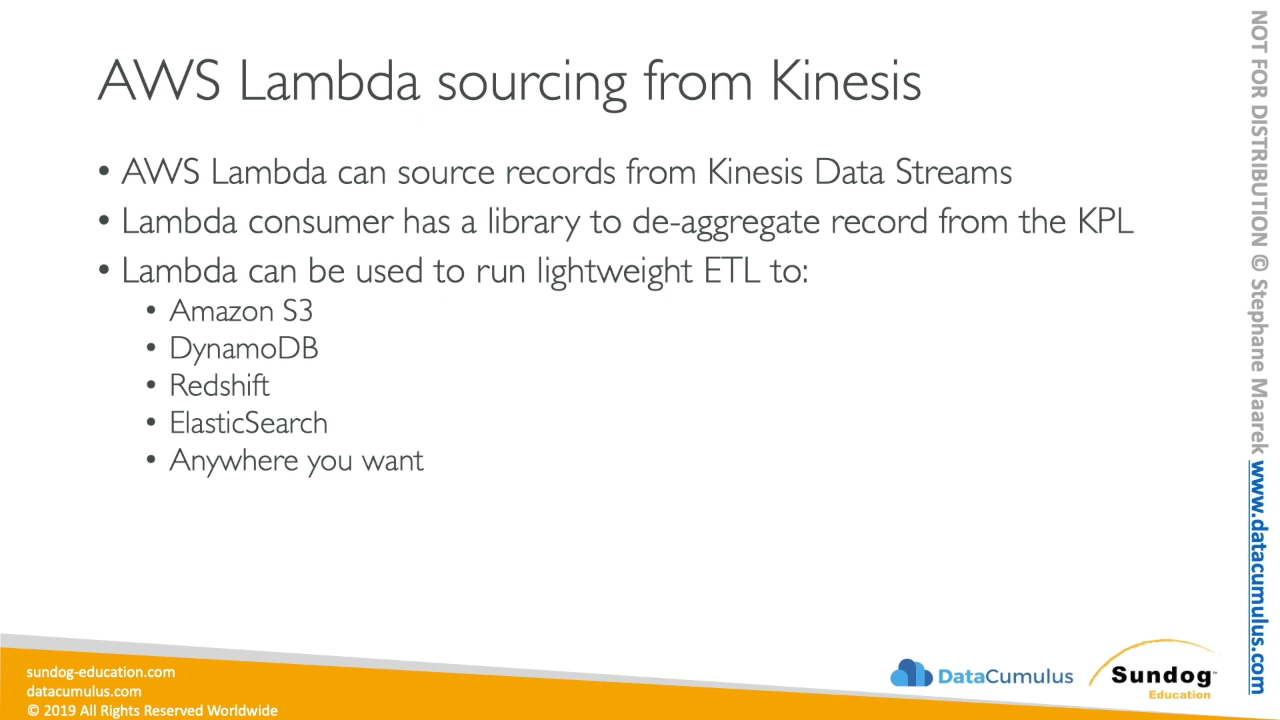 AWS Lambda sourcing from Kinesis
• AWS Lambda can source records from Kinesis Data Streams
• Lambda consumer has a library to de-aggregate record from the KPL
• Lambda can be used to run lightweight ETL to:
• Amazon S3
• DynamoDB
• Redshift
• ElasticSearch
• Anywhere you want
NOT FOR DISTRIBUTION © Stephane Maarek www.datacumulus.com
sundog-education.com
datacumulus.com
© 2019 All Rights Reserved Worldwide
DataCumulus
Sundog™
Education